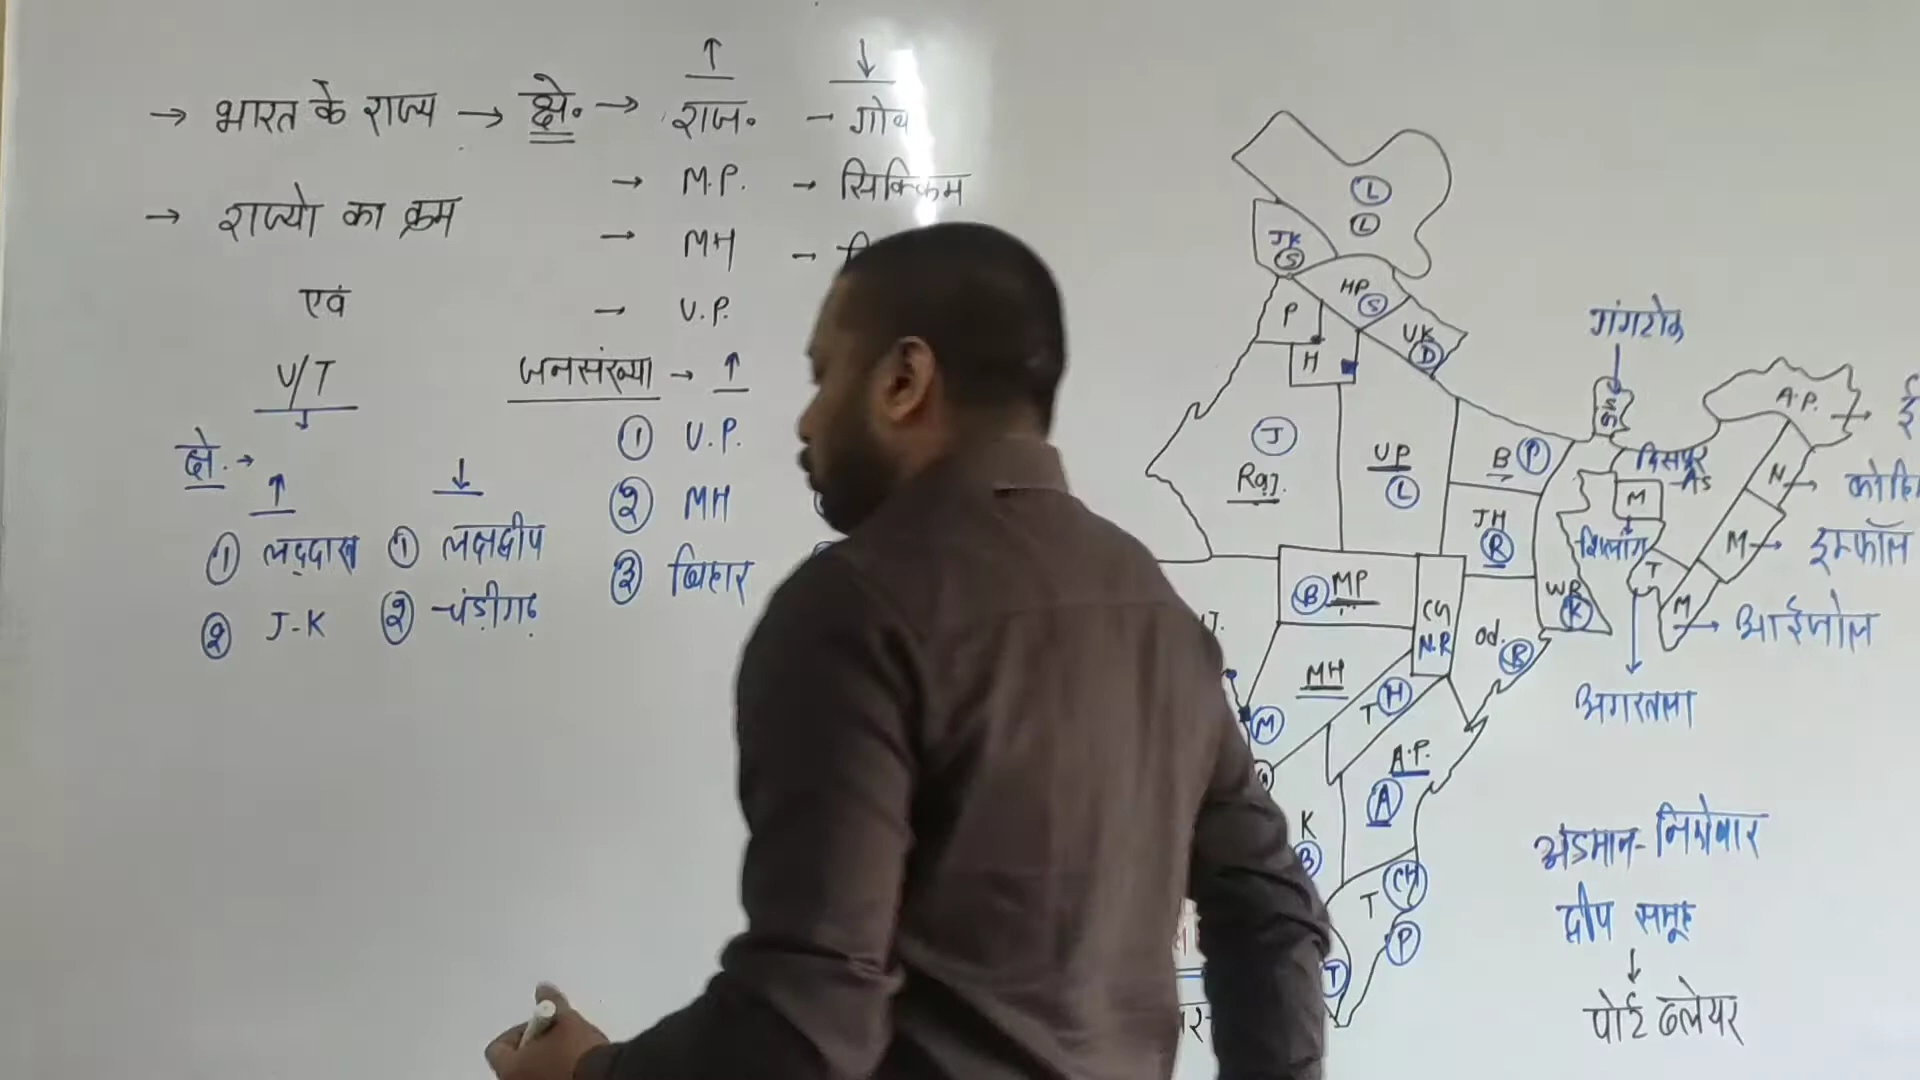 → भारत के राज्य → क्षे० → राज० – गोव
→ M.P. → सिक्किम
→ राज्यो का क्रम
→ MH
एवं
→ U.P.
U/T
जनसंख्या → ↑
① U.P.
② MH
③ बिहार
क्षे. →
↑ ↓
① लद्दाख ① लक्षद्वीप
② J-K ② चंड़ीगढ़
L
L
JK
S
HP
S
P
UK
D
H
गंगटोक
A.P.
J
Raj.
UP
L
B P
दिसपुर
As
N → कोहि
M
JH
R
शिलांग
M → इम्फॉल
T
WB
K
M → आईजोल
अगरतला
B MP
CG
N.R
Od.
B
MH
M
T H
A.P.
A
K
B
T CH
P
T
अंडमान-निकोबार
द्वीप समूह
↓
पोर्ट ब्लेयर